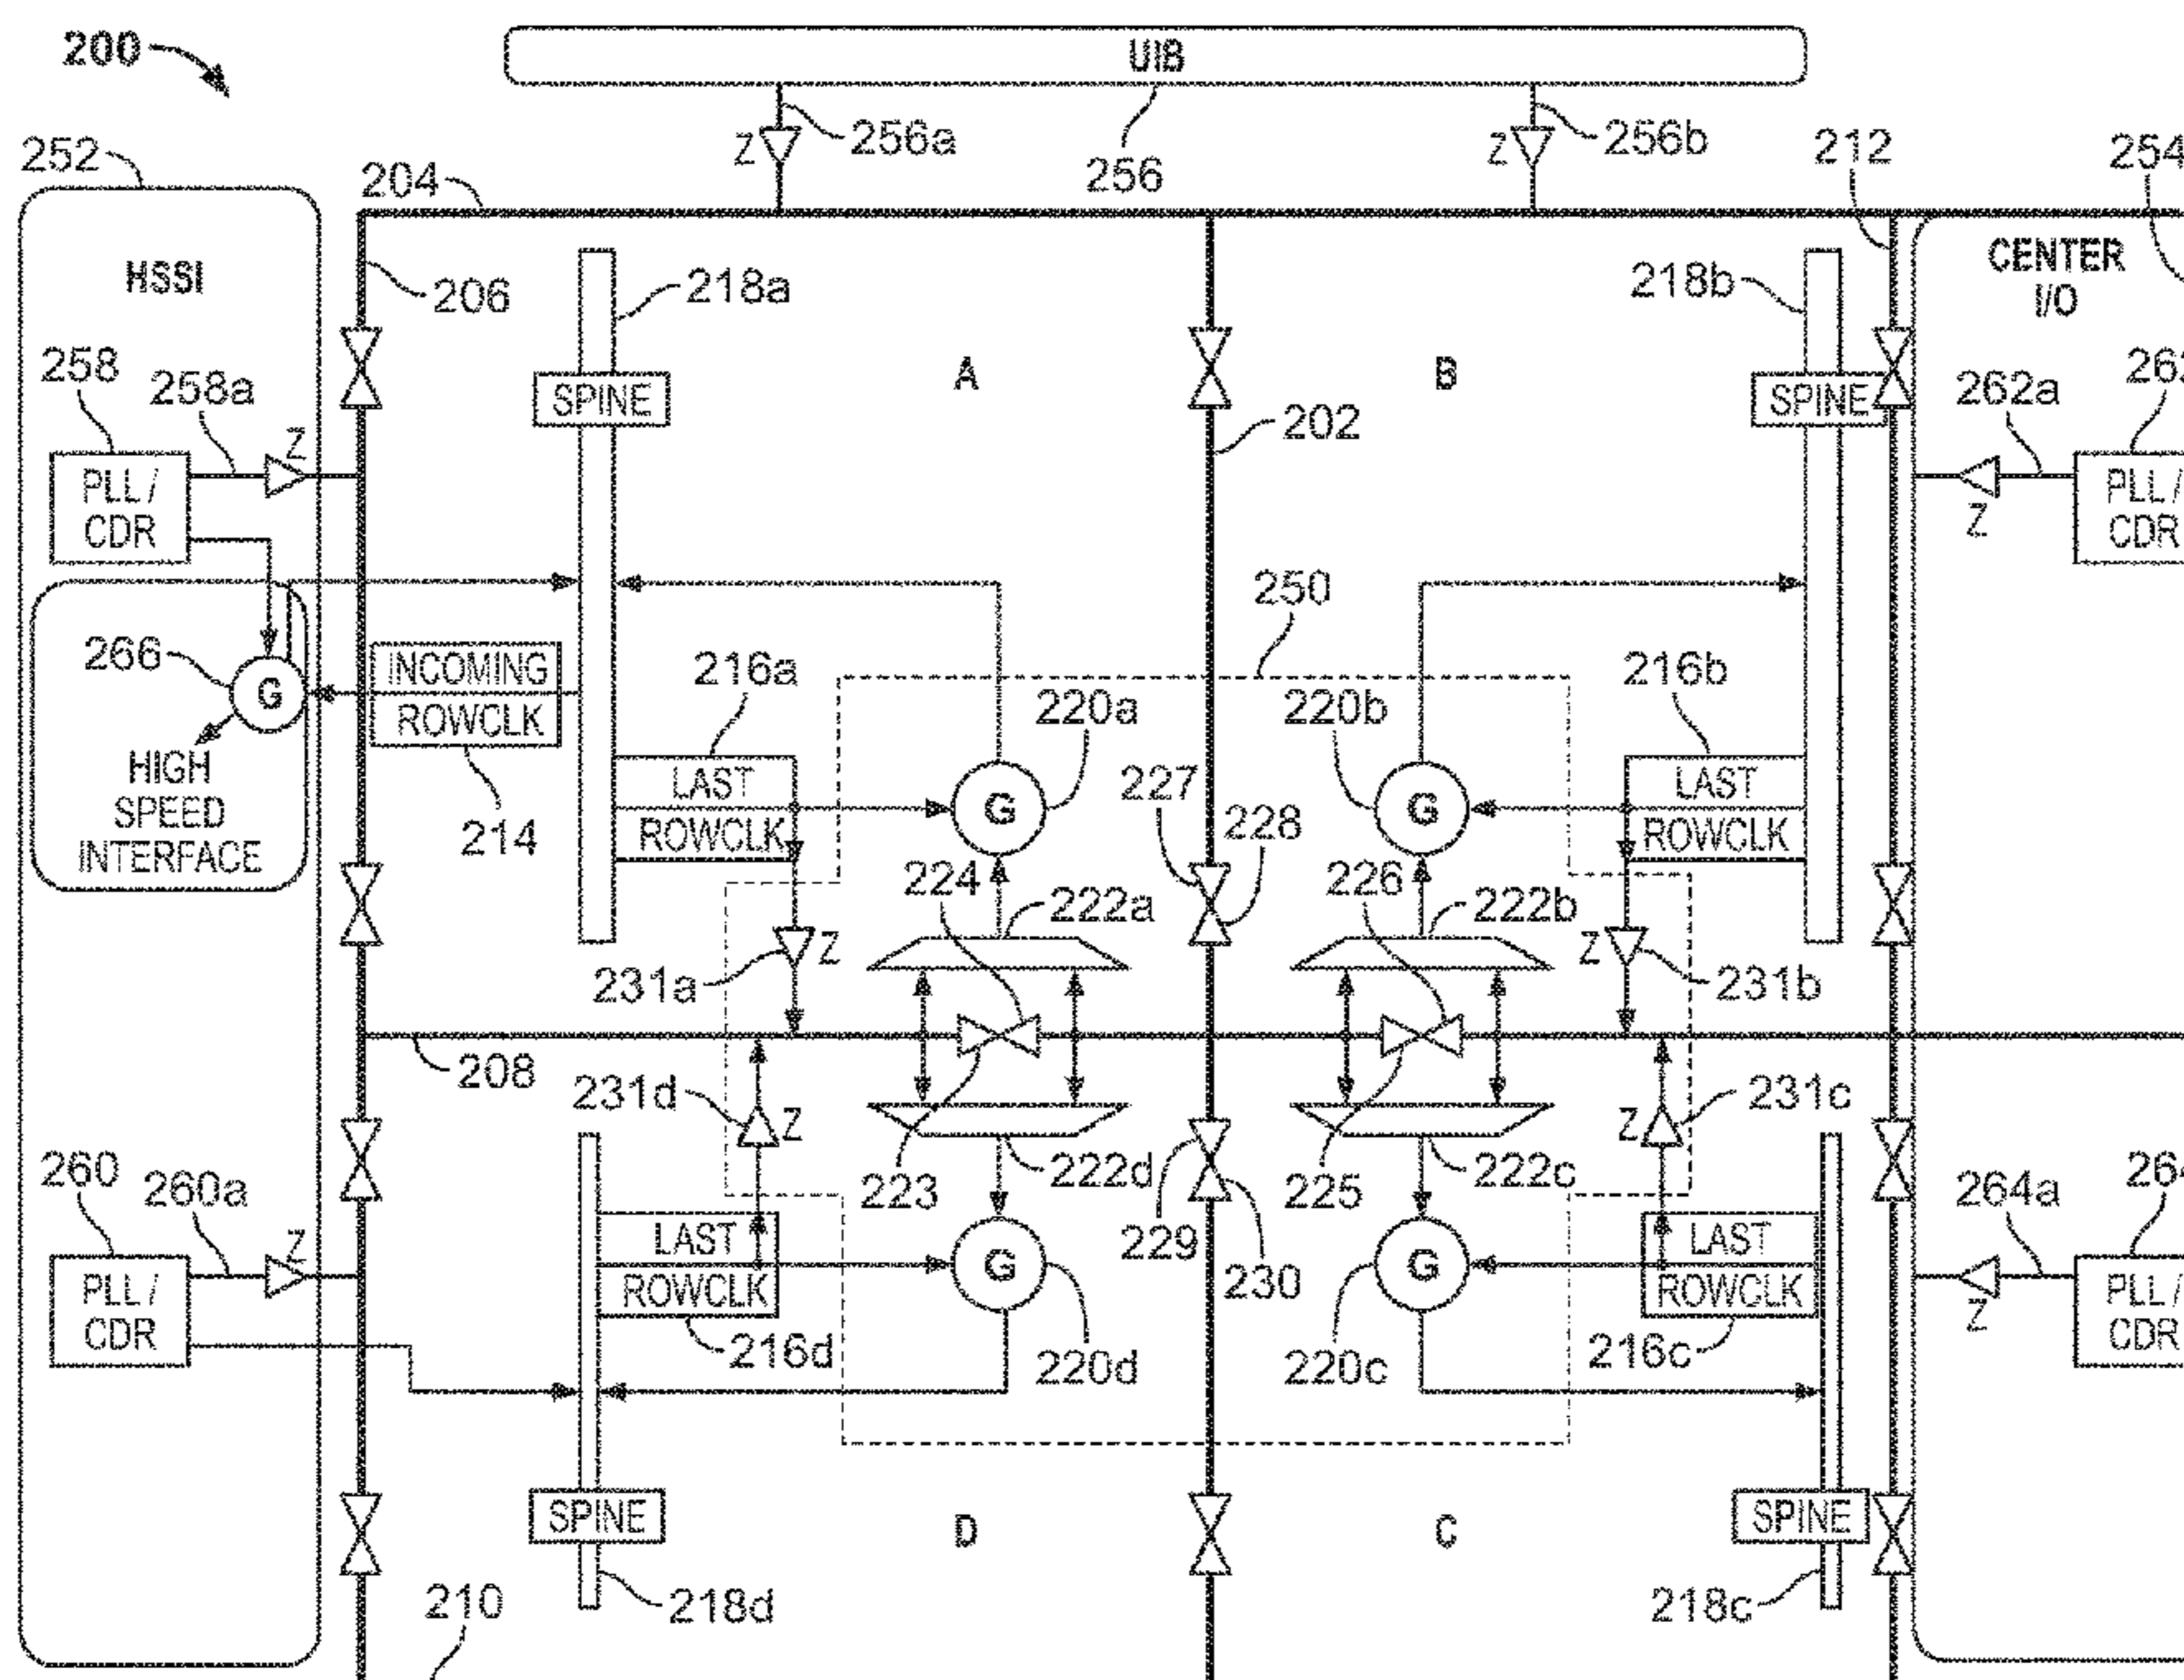 200
UIB
256a
256b
256
252
204
212
254
HSSI
206
218a
218b
CENTER
I/O
258
258a
Z
Z
Z
A
B
SPINE
SPINE
262a
202
PLL /
CDR
Z
PLL /
CDR
250
266
G
INCOMING
ROWCLK
216a
220a
220b
216b
HIGH
SPEED
INTERFACE
214
LAST
ROWCLK
G
227
228
G
LAST
ROWCLK
224
222a
226
222b
231a
Z
Z
231b
208
231d
Z
Z
231c
223
222d
229
230
225
222c
260
260a
Z
264a
PLL /
CDR
LAST
ROWCLK
G
G
LAST
ROWCLK
Z
PLL /
CDR
216d
220d
220c
216c
SPINE
D
C
SPINE
210
218d
218c